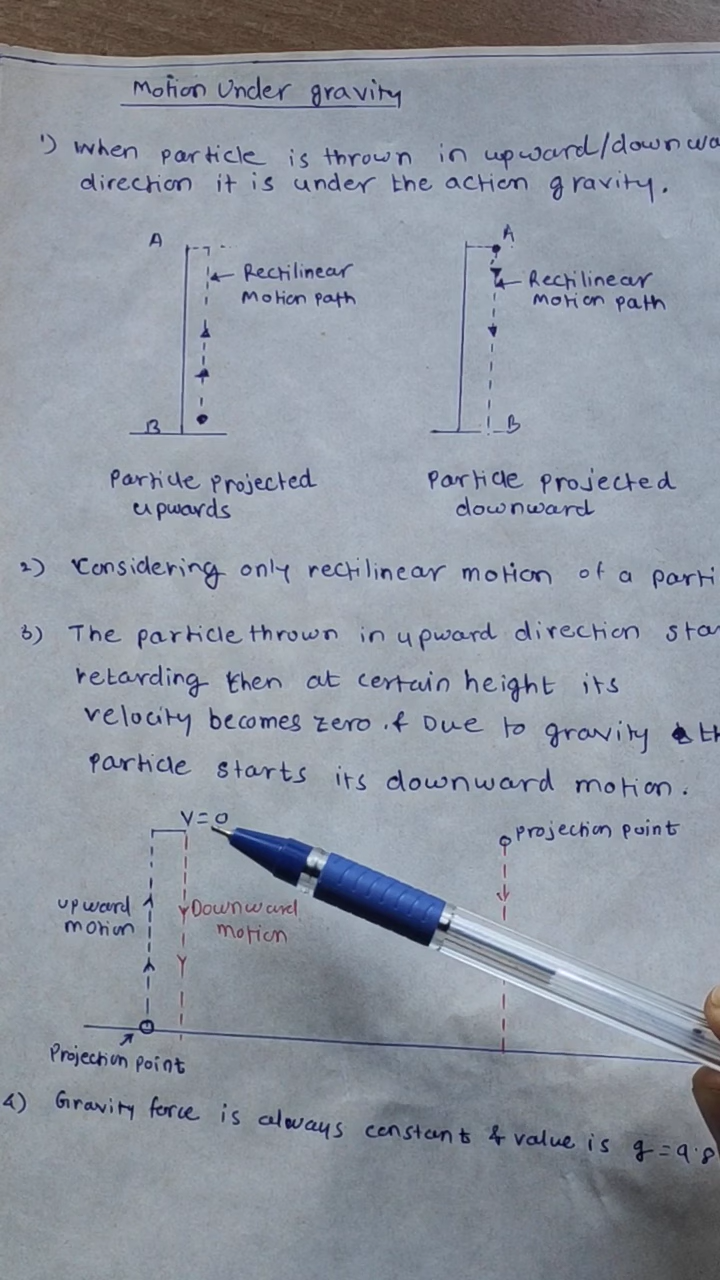 Motion Under gravity
1) When particle is thrown in upward/downwa
direction it is under the action gravity.
A
Rectilinear
Motion path
B
Particle projected
upwards
A
Rectilinear
motion path
B
Particle projected
downward
2) Considering only rectilinear motion of a parti
3) The particle thrown in upward direction sta
retarding then at certain height its
velocity becomes zero. & Due to gravity th
particle starts its downward motion.
V=0
upward
motion
Downward
motion
Projection point
projection point
4) Gravity force is always constant & value is g=9.8